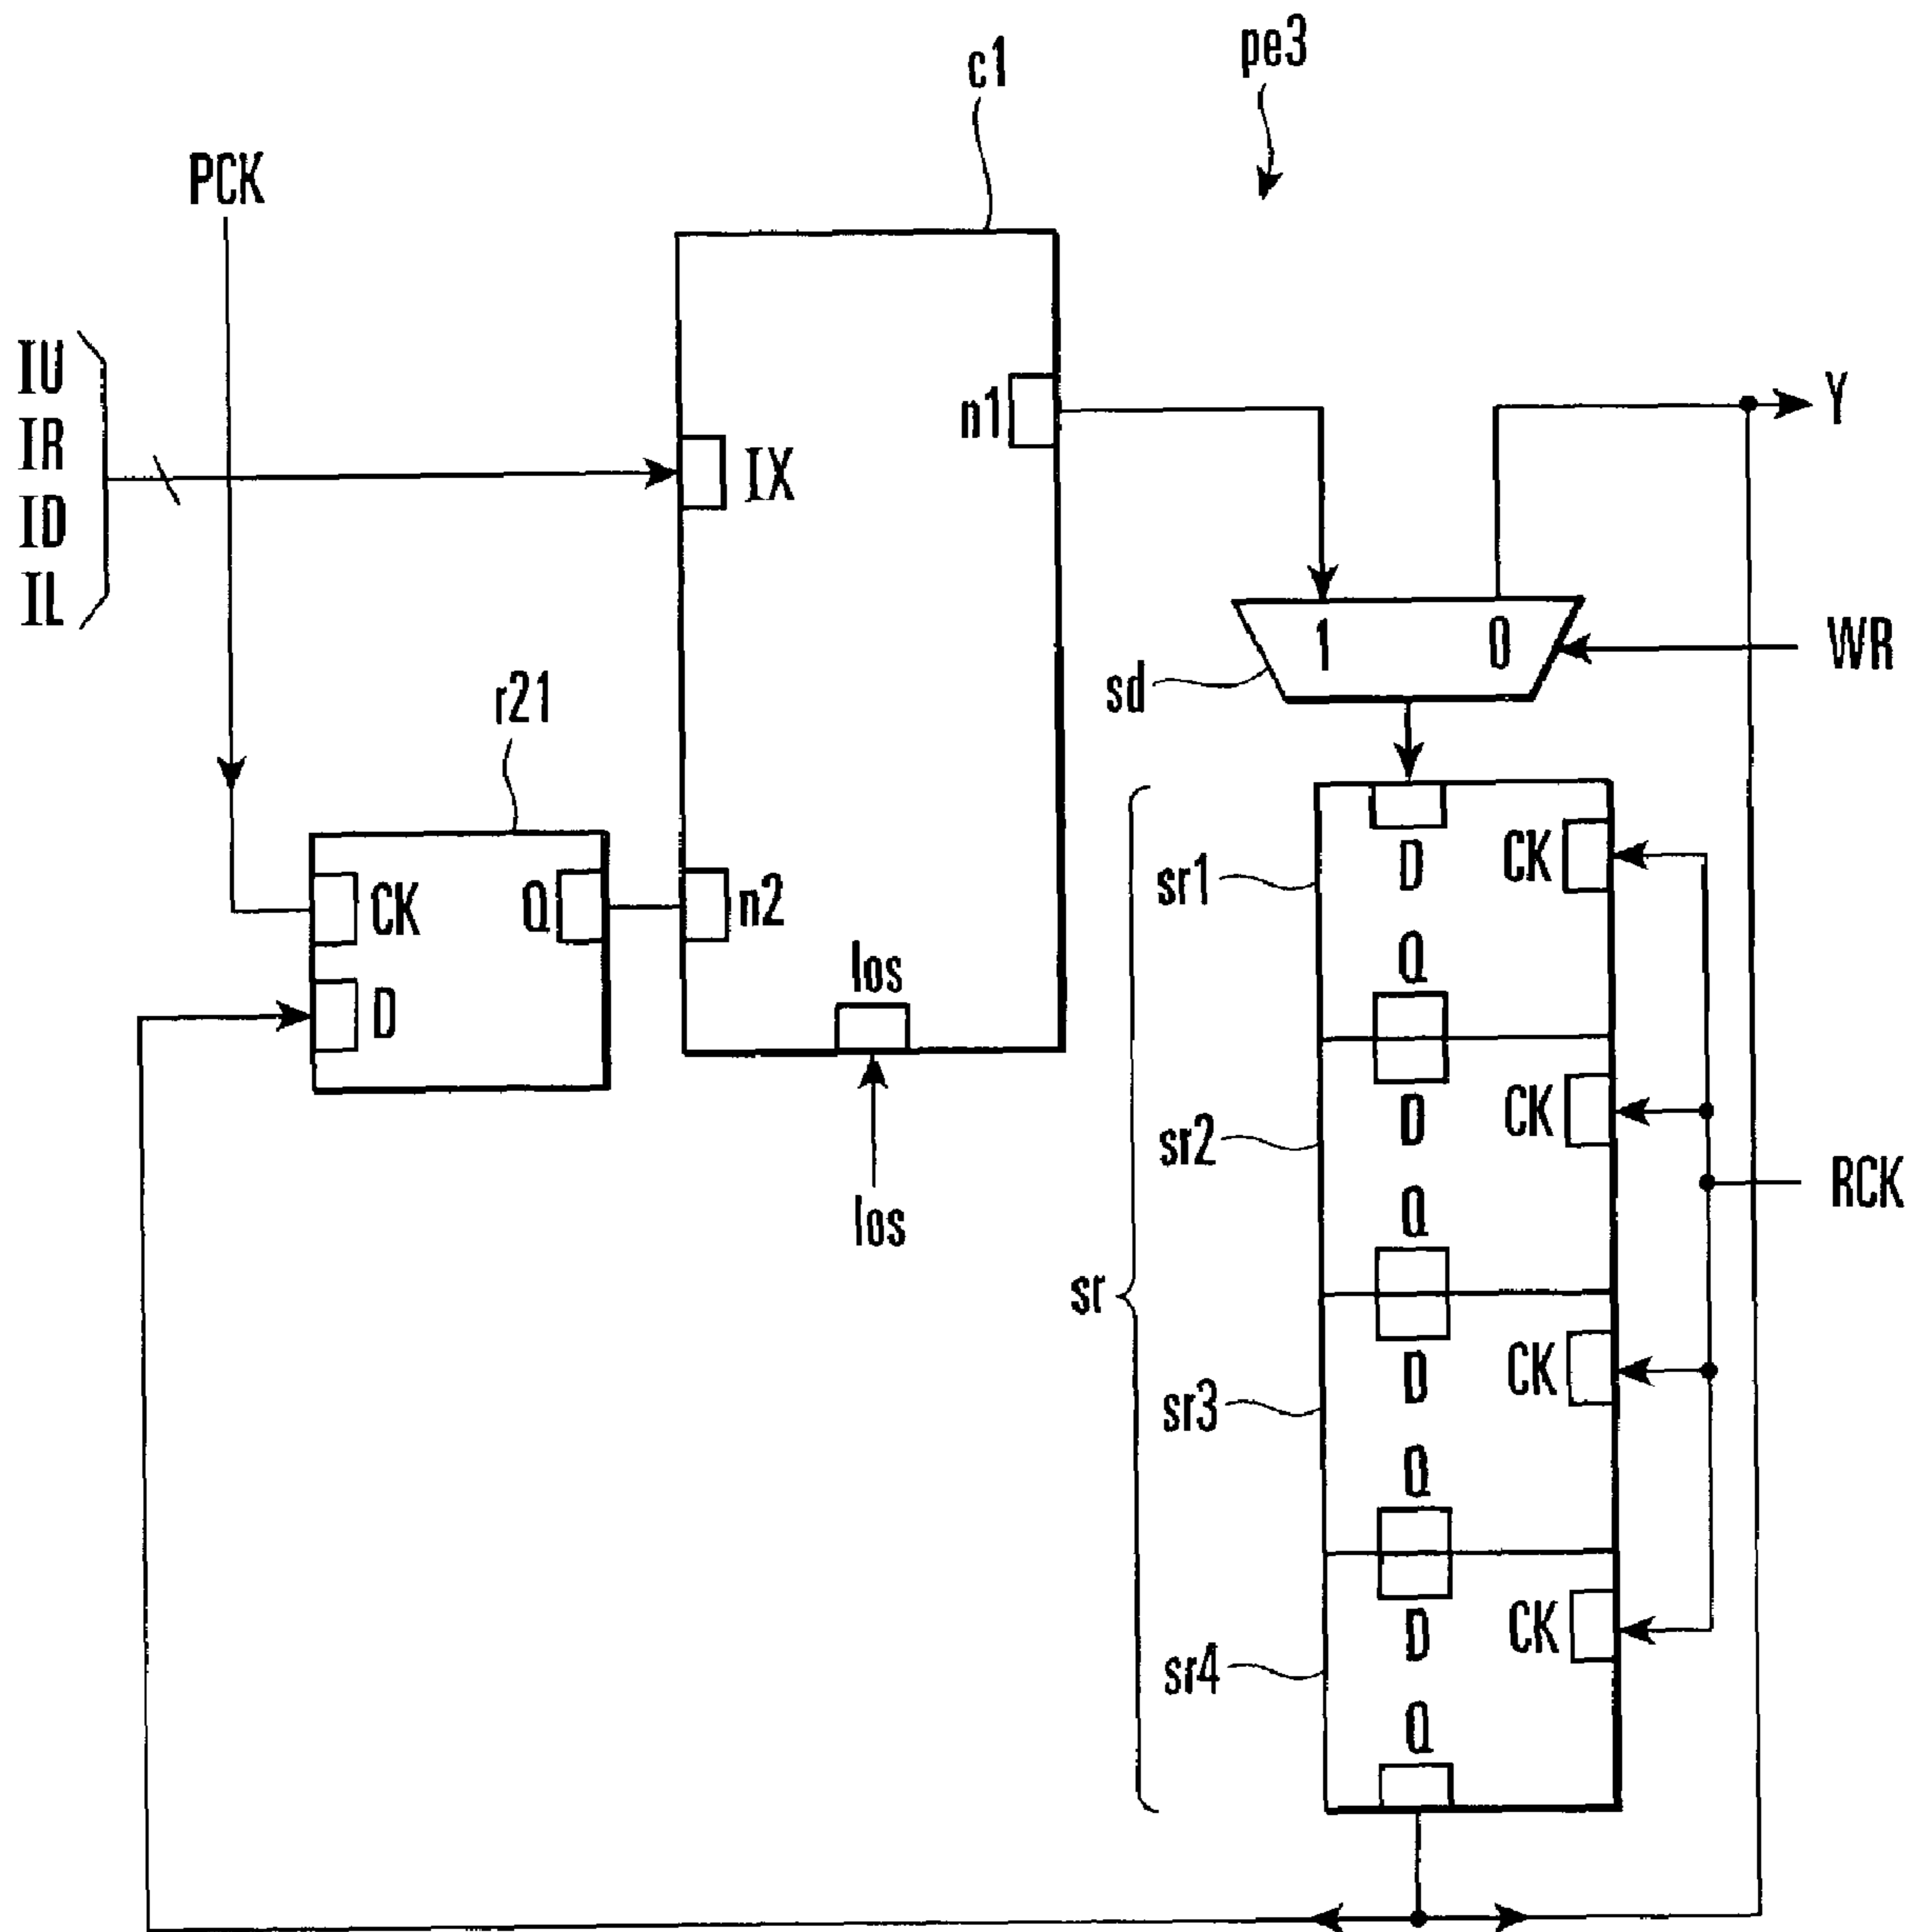 pe3
c1
PCK
IU
IR
ID
IL
IX
n1
Y
1
0
WR
sd
r21
CK
Q
D
n2
los
los
sr
sr1
D
CK
Q
sr2
D
CK
Q
RCK
sr3
D
CK
Q
sr4
D
CK
Q